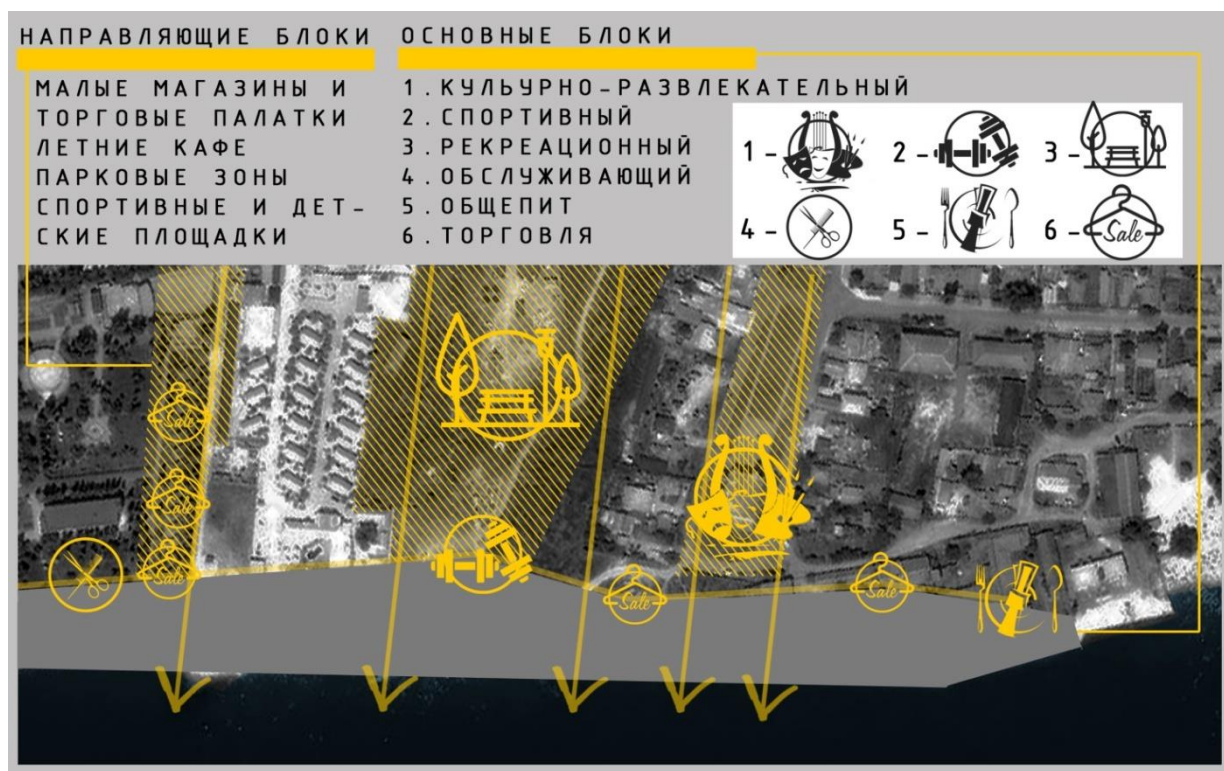 НАПРАВЛЯЮЩИЕ БЛОКИ
МАЛЫЕ МАГАЗИНЫ И
ТОРГОВЫЕ ПАЛАТКИ
ЛЕТНИЕ КАФЕ
ПАРКОВЫЕ ЗОНЫ
СПОРТИВНЫЕ И ДЕТ-
СКИЕ ПЛОЩАДКИ
ОСНОВНЫЕ БЛОКИ
1.КУЛЬУРНО-РАЗВЛЕКАТЕЛЬНЫЙ
2.СПОРТИВНЫЙ
3.РЕКРЕАЦИОННЫЙ
4.ОБСЛУЖИВАЮЩИЙ
5.ОБЩЕПИТ
6.ТОРГОВЛЯ
1 - 2 - 3 -
4 - 5 - 6 - Sale
Sale
Sale
Sale
Sale
Sale